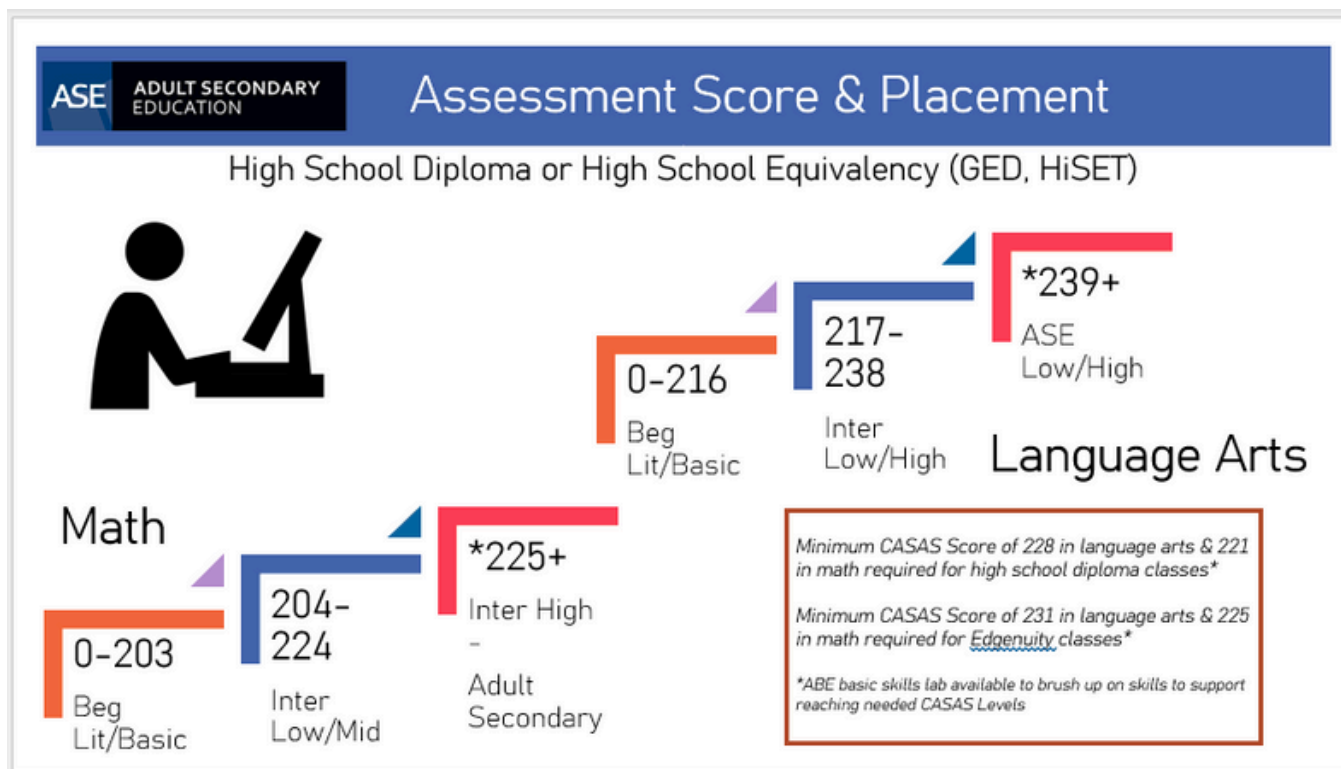 ASE
ADULT SECONDARY
EDUCATION
Assessment Score & Placement
High School Diploma or High School Equivalency (GED, HiSET)
*239+
ASE
Low/High
217-
238
Inter
Low/High
0-216
Beg
Lit/Basic
Language Arts
Math
*225+
Inter High
-
Adult
Secondary
204-
224
Inter
Low/Mid
0-203
Beg
Lit/Basic
Minimum CASAS Score of 228 in language arts & 221
in math required for high school diploma classes*
Minimum CASAS Score of 231 in language arts & 225
in math required for Edgenuity classes*
*ABE basic skills lab available to brush up on skills to support
reaching needed CASAS Levels